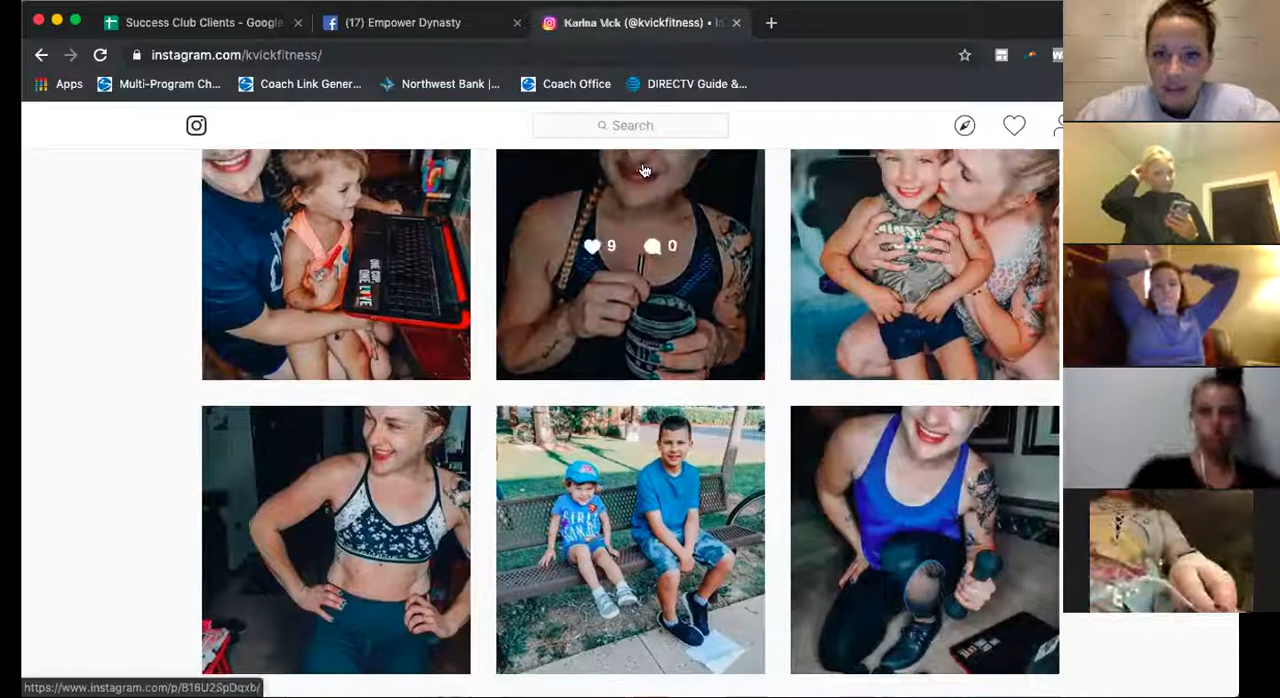 Success Club Clients - Google
(17) Empower Dynasty
Karina Vick (@kvickfitness) •
instagram.com/kvickfitness/
Apps
Multi-Program Ch...
Coach Link Gener...
Northwest Bank |...
Coach Office
DIRECTV Guide &...
Search
9
0
https://www.instagram.com/p/B16U2SpDqxb/